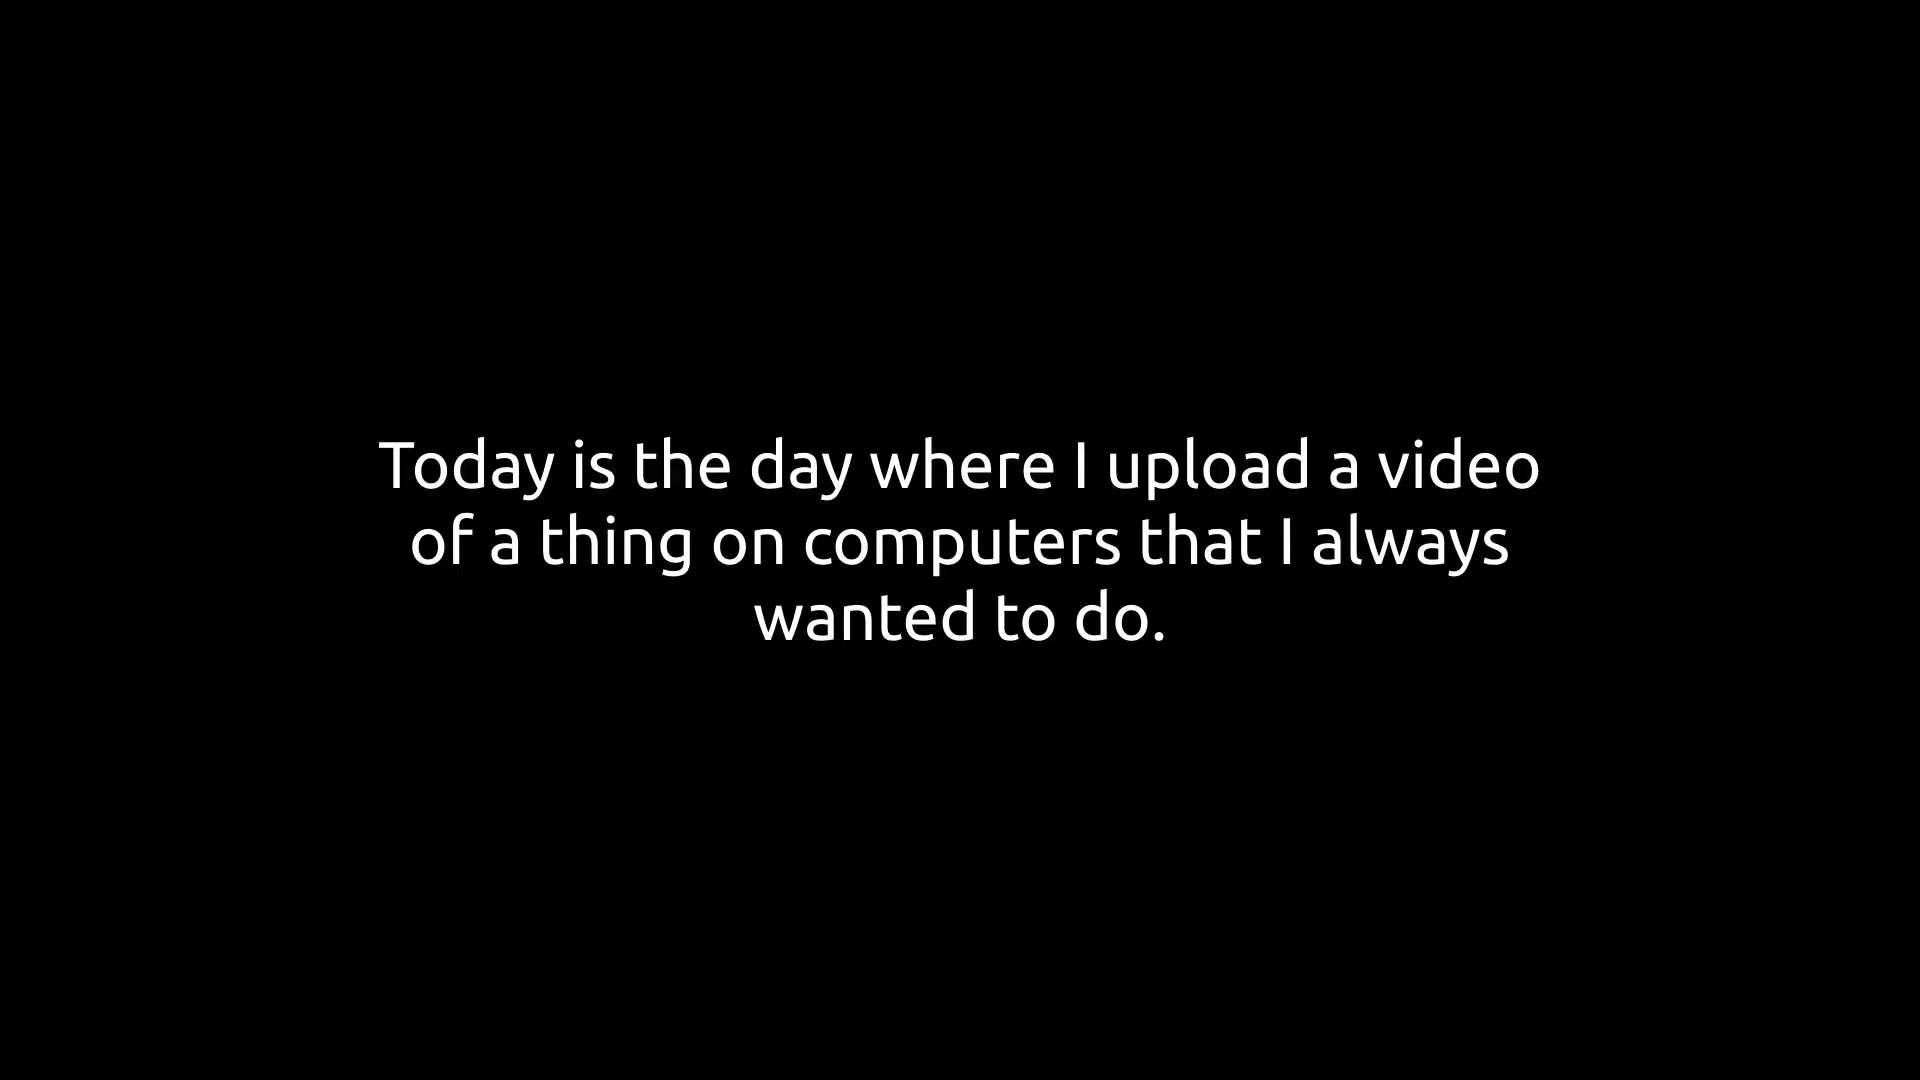 Today is the day where I upload a video
of a thing on computers that I always
wanted to do.